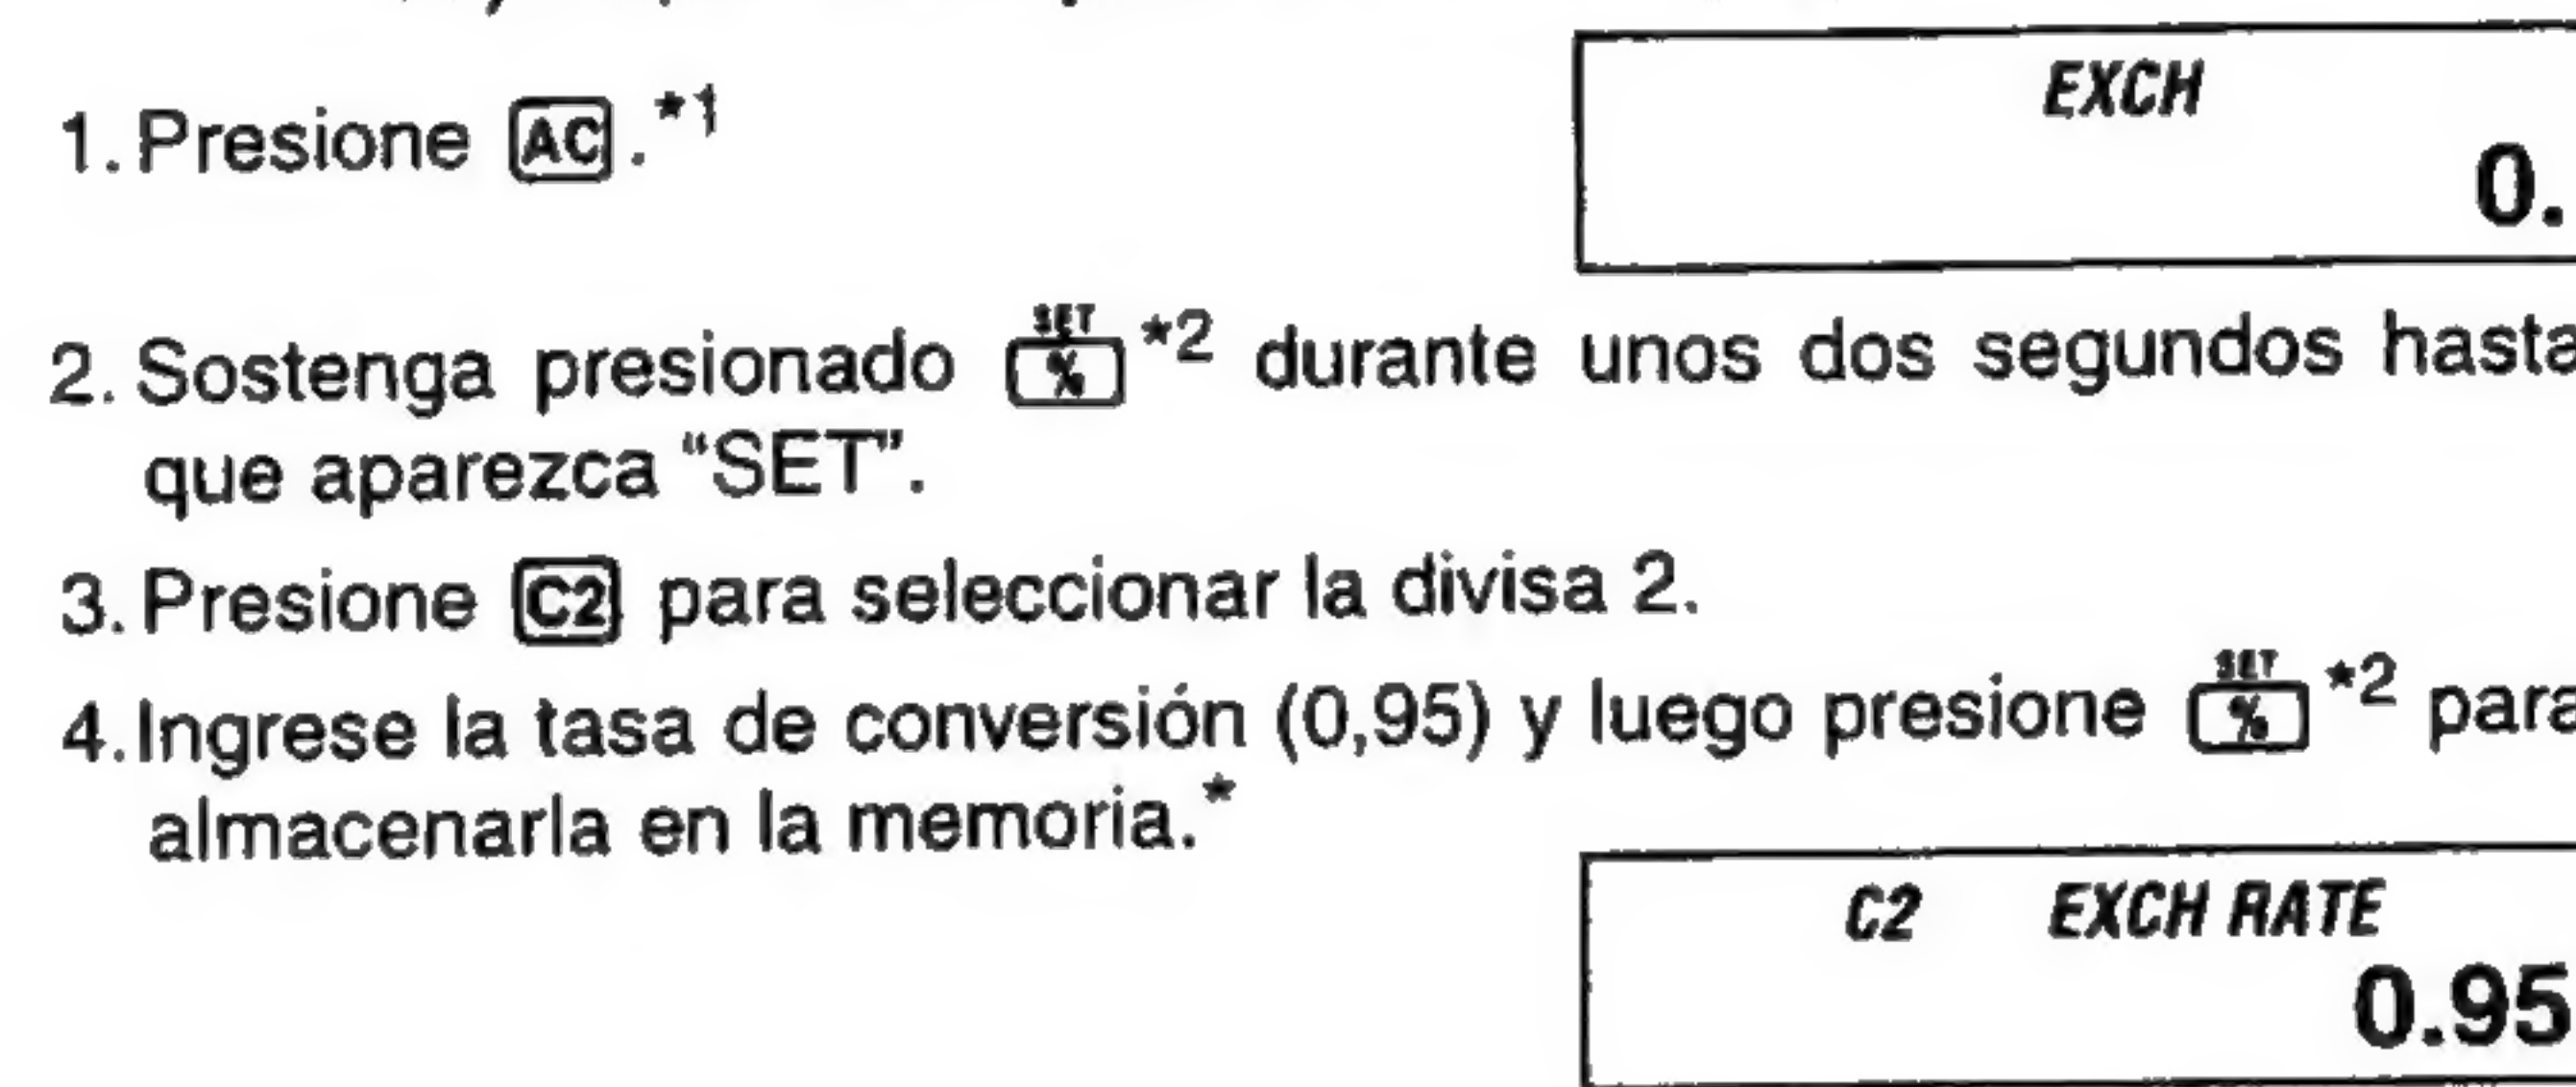 EXCH
1. Presione AC.*1
0.
SET
2. Sostenga presionado %*2 durante unos dos segundos hasta
que aparezca “SET”.
3. Presione C2 para seleccionar la divisa 2.
SET
4. Ingrese la tasa de conversión (0,95) y luego presione %*2 para
almacenarla en la memoria.*
C2 EXCH RATE
0.95